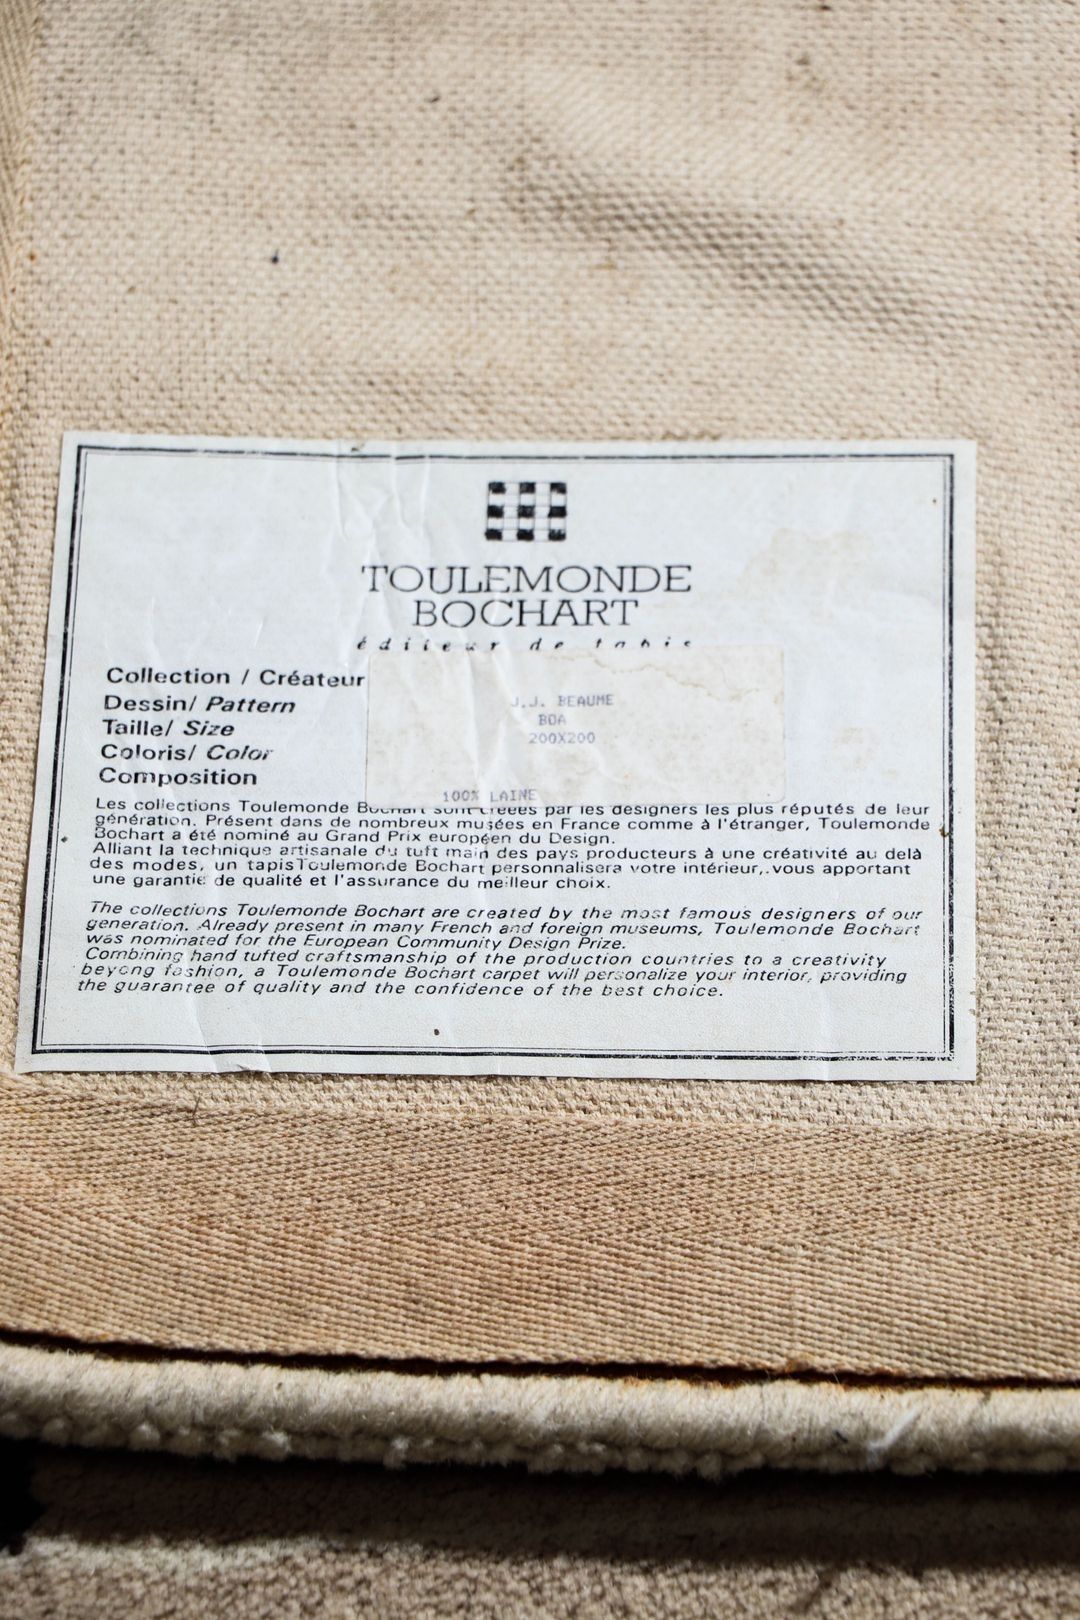 TOULEMONDE
BOCHART
éditeur de tapis
Collection / Créateur
J.J. BEAUME
Dessin/ Pattern
BOA
Taille/ Size
200X200
Coloris/ Color
Composition
100% LAINE
Les collections Toulemonde Bochart sont créées par les designers les plus réputés de leur
génération. Présent dans de nombreux musées en France comme à l'étranger, Toulemonde
Bochart a été nominé au Grand Prix européen du Design.
Alliant la technique artisanale du tuft main des pays producteurs à une créativité au delà
des modes, un tapis Toulemonde Bochart personnalisera votre intérieur,.vous apportant
une garantie de qualité et l'assurance du meilleur choix.
The collections Toulemonde Bochart are created by the most famous designers of our
generation. Already present in many French and foreign museums, Toulemonde Bochart
was nominated for the European Community Design Prize.
Combining hand tufted craftsmanship of the production countries to a creativity
beyong fashion, a Toulemonde Bochart carpet will personalize your interior, providing
the guarantee of quality and the confidence of the best choice.